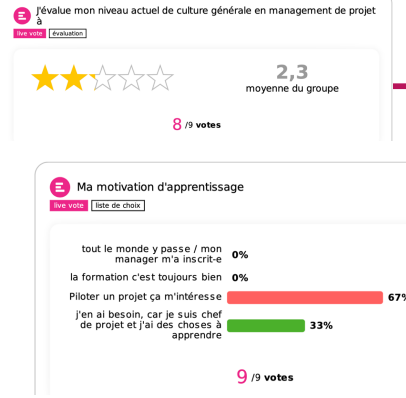 J'évalue mon niveau actuel de culture générale en management de projet
à
live vote évaluation
2,3
moyenne du groupe
8 /9 votes
Ma motivation d'apprentissage
live vote liste de choix
tout le monde y passe / mon
manager m'a inscrit-e 0%
la formation c'est toujours bien 0%
Piloter un projet ça m'intéresse 67%
j'en ai besoin, car je suis chef
de projet et j'ai des choses à 33%
apprendre
9 /9 votes